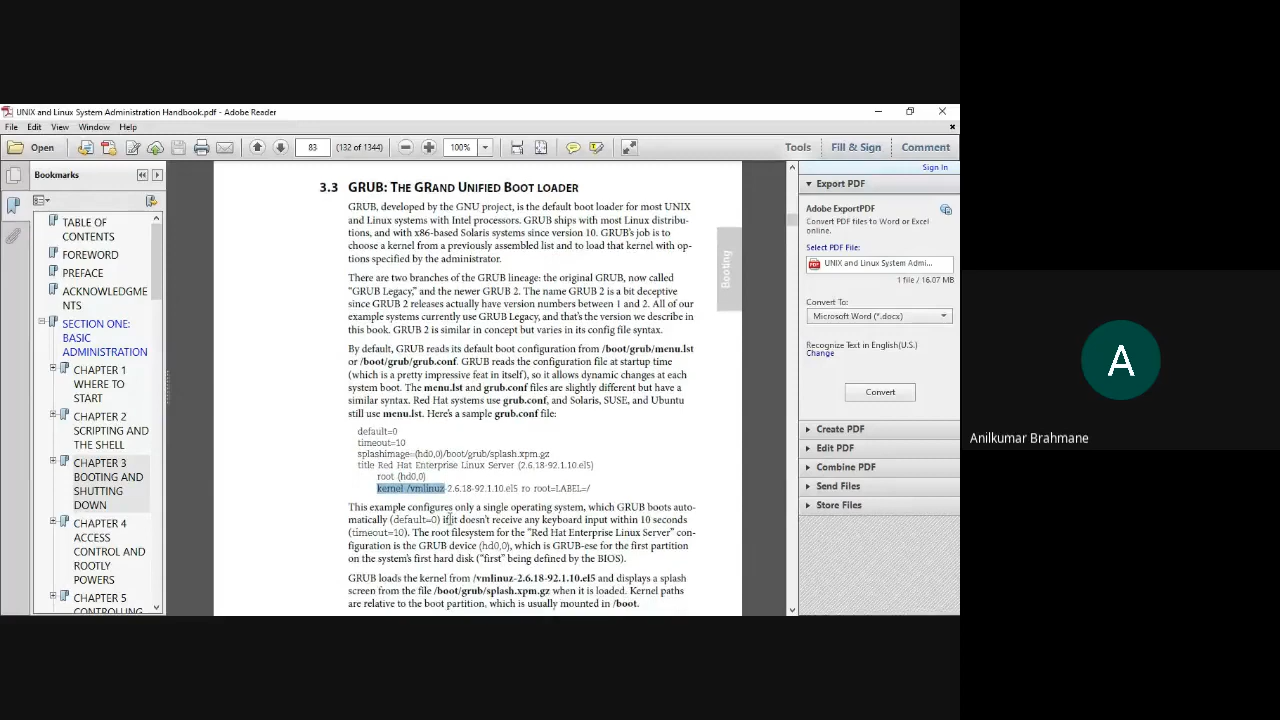 UNIX and Linux System Administration Handbook.pdf - Adobe Reader
File Edit View Window Help
Open 83 (132 of 1344) 100% Tools Fill & Sign Comment
Sign In
Bookmarks
TABLE OF
CONTENTS
FOREWORD
PREFACE
ACKNOWLEDGME
NTS
SECTION ONE:
BASIC
ADMINISTRATION
CHAPTER 1
WHERE TO
START
CHAPTER 2
SCRIPTING AND
THE SHELL
CHAPTER 3
BOOTING AND
SHUTTING
DOWN
CHAPTER 4
ACCESS
CONTROL AND
ROOTLY
POWERS
CHAPTER 5
CONTROLLING
3.3 GRUB: THE GRAND UNIFIED BOOT LOADER
GRUB, developed by the GNU project, is the default boot loader for most UNIX
and Linux systems with Intel processors. GRUB ships with most Linux distribu-
tions, and with x86-based Solaris systems since version 10. GRUB's job is to
choose a kernel from a previously assembled list and to load that kernel with op-
tions specified by the administrator.
There are two branches of the GRUB lineage: the original GRUB, now called
"GRUB Legacy," and the newer GRUB 2. The name GRUB 2 is a bit deceptive
since GRUB 2 releases actually have version numbers between 1 and 2. All of our
example systems currently use GRUB Legacy, and that's the version we describe in
this book. GRUB 2 is similar in concept but varies in its config file syntax.
By default, GRUB reads its default boot configuration from /boot/grub/menu.lst
or /boot/grub/grub.conf. GRUB reads the configuration file at startup time
(which is a pretty impressive feat in itself), so it allows dynamic changes at each
system boot. The menu.lst and grub.conf files are slightly different but have a
similar syntax. Red Hat systems use grub.conf, and Solaris, SUSE, and Ubuntu
still use menu.lst. Here's a sample grub.conf file:
default=0
timeout=10
splashimage=(hd0,0)/boot/grub/splash.xpm.gz
title Red Hat Enterprise Linux Server (2.6.18-92.1.10.el5)
root (hd0,0)
kernel /vmlinuz-2.6.18-92.1.10.el5 ro root=LABEL=/
This example configures only a single operating system, which GRUB boots auto-
matically (default=0) if it doesn't receive any keyboard input within 10 seconds
(timeout=10). The root filesystem for the "Red Hat Enterprise Linux Server" con-
figuration is the GRUB device (hd0,0), which is GRUB-ese for the first partition
on the system's first hard disk ("first" being defined by the BIOS).
GRUB loads the kernel from /vmlinuz-2.6.18-92.1.10.el5 and displays a splash
screen from the file /boot/grub/splash.xpm.gz when it is loaded. Kernel paths
are relative to the boot partition, which is usually mounted in /boot.
Booting
Export PDF
Adobe ExportPDF
Convert PDF files to Word or Excel
online.
Select PDF File:
UNIX and Linux System Admi...
1 file / 16.07 MB
Convert To:
Microsoft Word (*.docx)
Recognize Text in English(U.S.)
Change
Convert
Create PDF
Edit PDF
Combine PDF
Send Files
Store Files
A
Anilkumar Brahmane